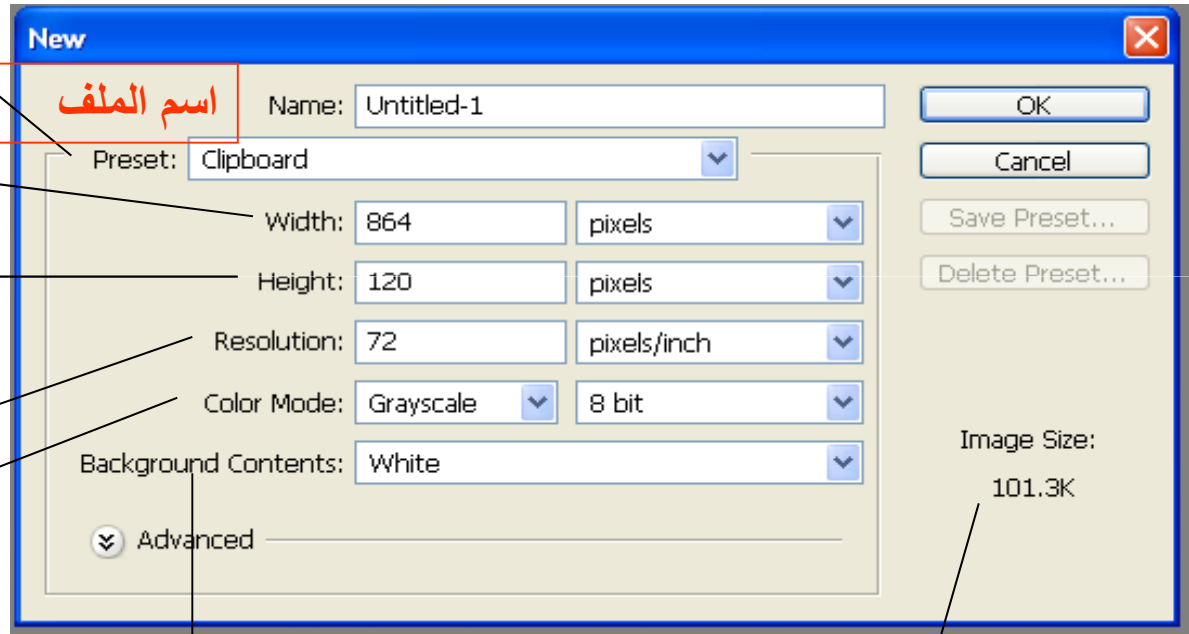 New
اسم الملف
Name: Untitled-1
OK
Preset: Clipboard
Cancel
Width: 864 pixels
Save Preset...
Height: 120 pixels
Delete Preset...
Resolution: 72 pixels/inch
Color Mode: Grayscale 8 bit
Image Size:
Background Contents: White
101.3K
Advanced